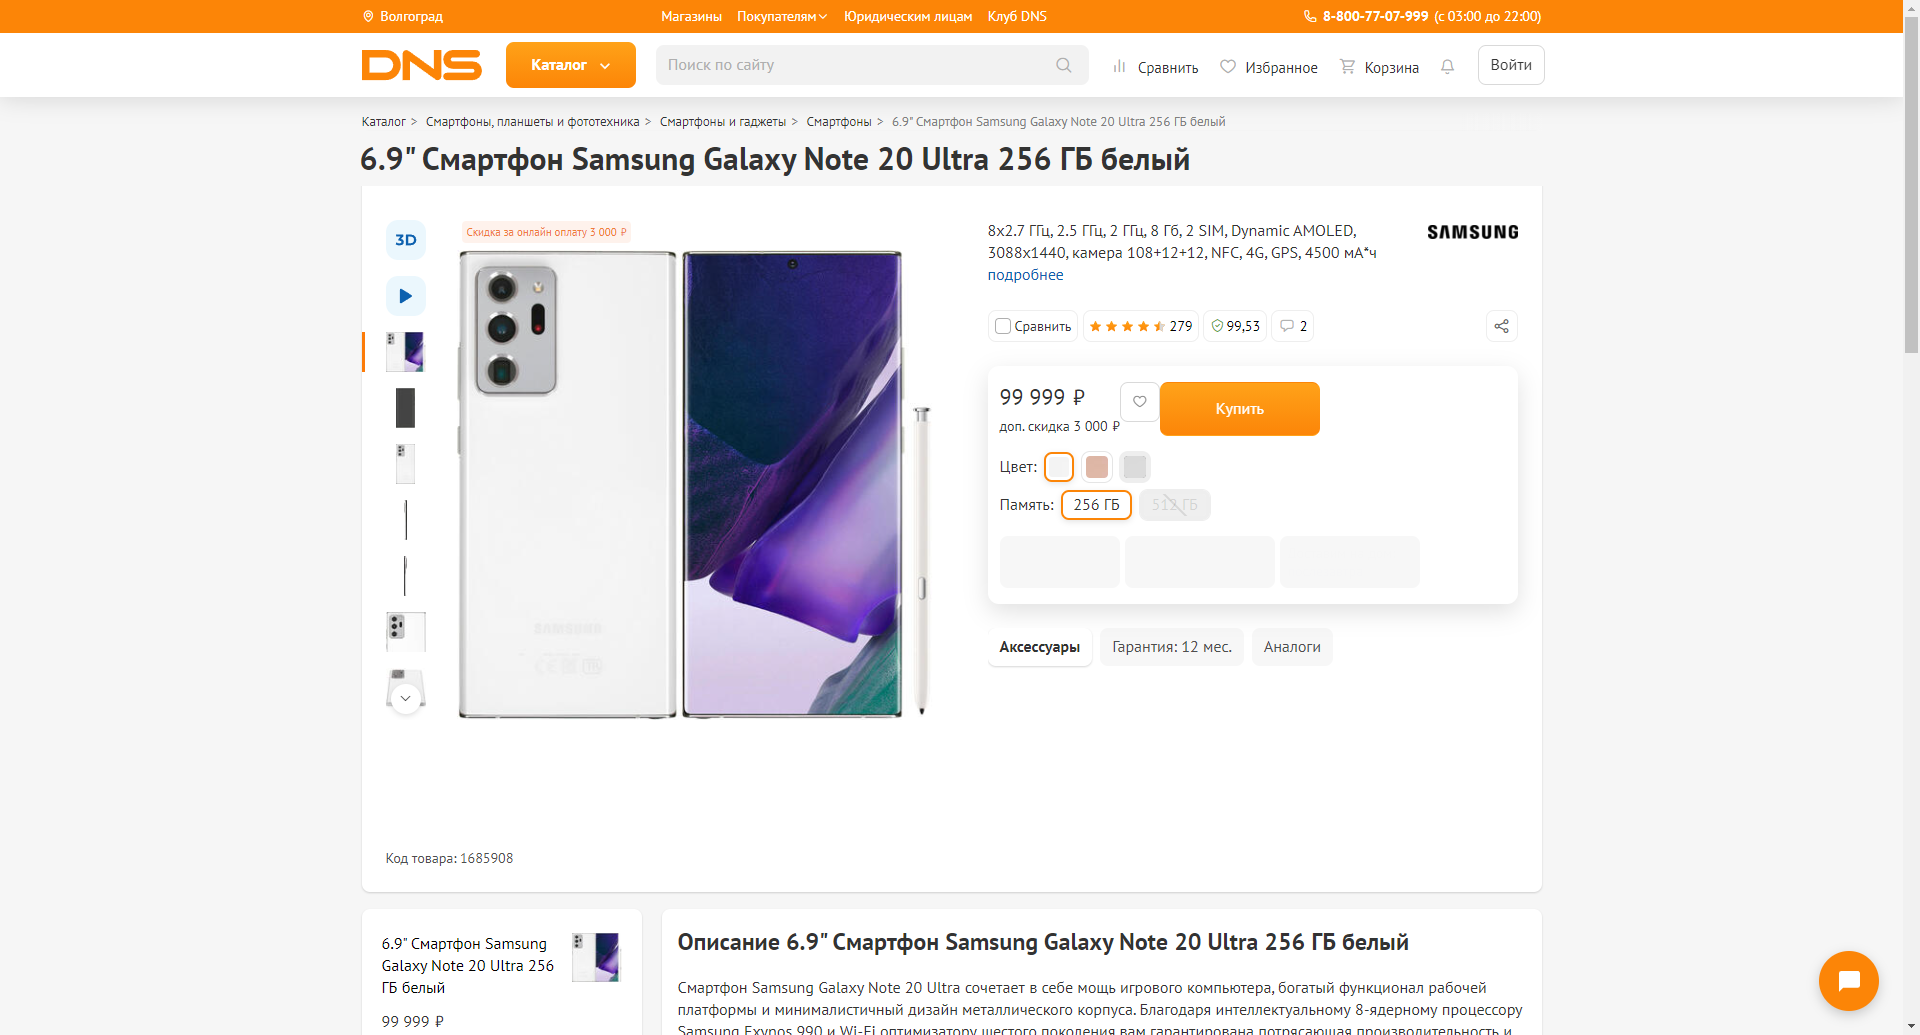 Волгоград
Магазины Покупателям Юридическим лицам Клуб DNS
8-800-77-07-999 (с 03:00 до 22:00)
DNS
Каталог
Поиск по сайту
Сравнить
Избранное
Корзина
Войти
Каталог > Смартфоны, планшеты и фототехника > Смартфоны и гаджеты > Смартфоны > 6.9" Смартфон Samsung Galaxy Note 20 Ultra 256 ГБ белый
6.9" Смартфон Samsung Galaxy Note 20 Ultra 256 ГБ белый
3D
Скидка за онлайн оплату 3 000 ₽
SAMSUNG
8x2.7 ГГц, 2.5 ГГц, 2 ГГц, 8 Гб, 2 SIM, Dynamic AMOLED,
3088x1440, камера 108+12+12, NFC, 4G, GPS, 4500 мА*ч
подробнее
SAMSUNG
Сравнить
279
99,53
2
99 999 ₽
доп. скидка 3 000 ₽
Купить
Цвет:
Память: 256 ГБ 512 ГБ
Аксессуары
Гарантия: 12 мес.
Аналоги
Код товара: 1685908
6.9" Смартфон Samsung
Galaxy Note 20 Ultra 256
ГБ белый
99 999 ₽
Описание 6.9" Смартфон Samsung Galaxy Note 20 Ultra 256 ГБ белый
Смартфон Samsung Galaxy Note 20 Ultra сочетает в себе мощь игрового компьютера, богатый функционал рабочей
платформы и минималистичный дизайн металлического корпуса. Благодаря интеллектуальному 8-ядерному процессору
Samsung Exynos 990 и Wi-Fi оптимизатору шестого поколения вам гарантирована потрясающая производительность и